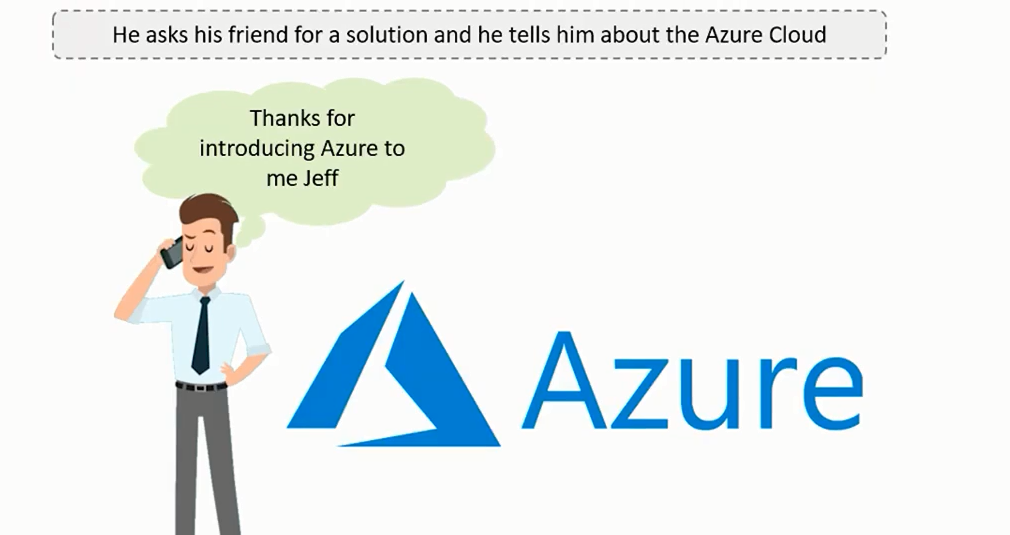 He asks his friend for a solution and he tells him about the Azure Cloud
Thanks for
introducing Azure to
me Jeff
Azure